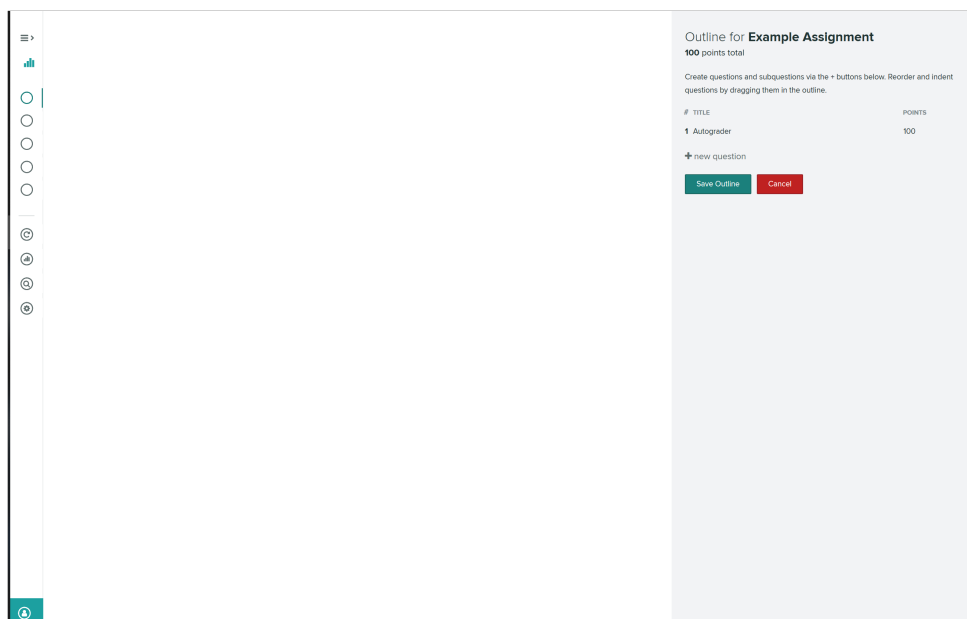 Outline for Example Assignment
100 points total
Create questions and subquestions via the + buttons below. Reorder and indent
questions by dragging them in the outline.
# TITLE POINTS
1 Autograder 100
+ new question
Save Outline Cancel